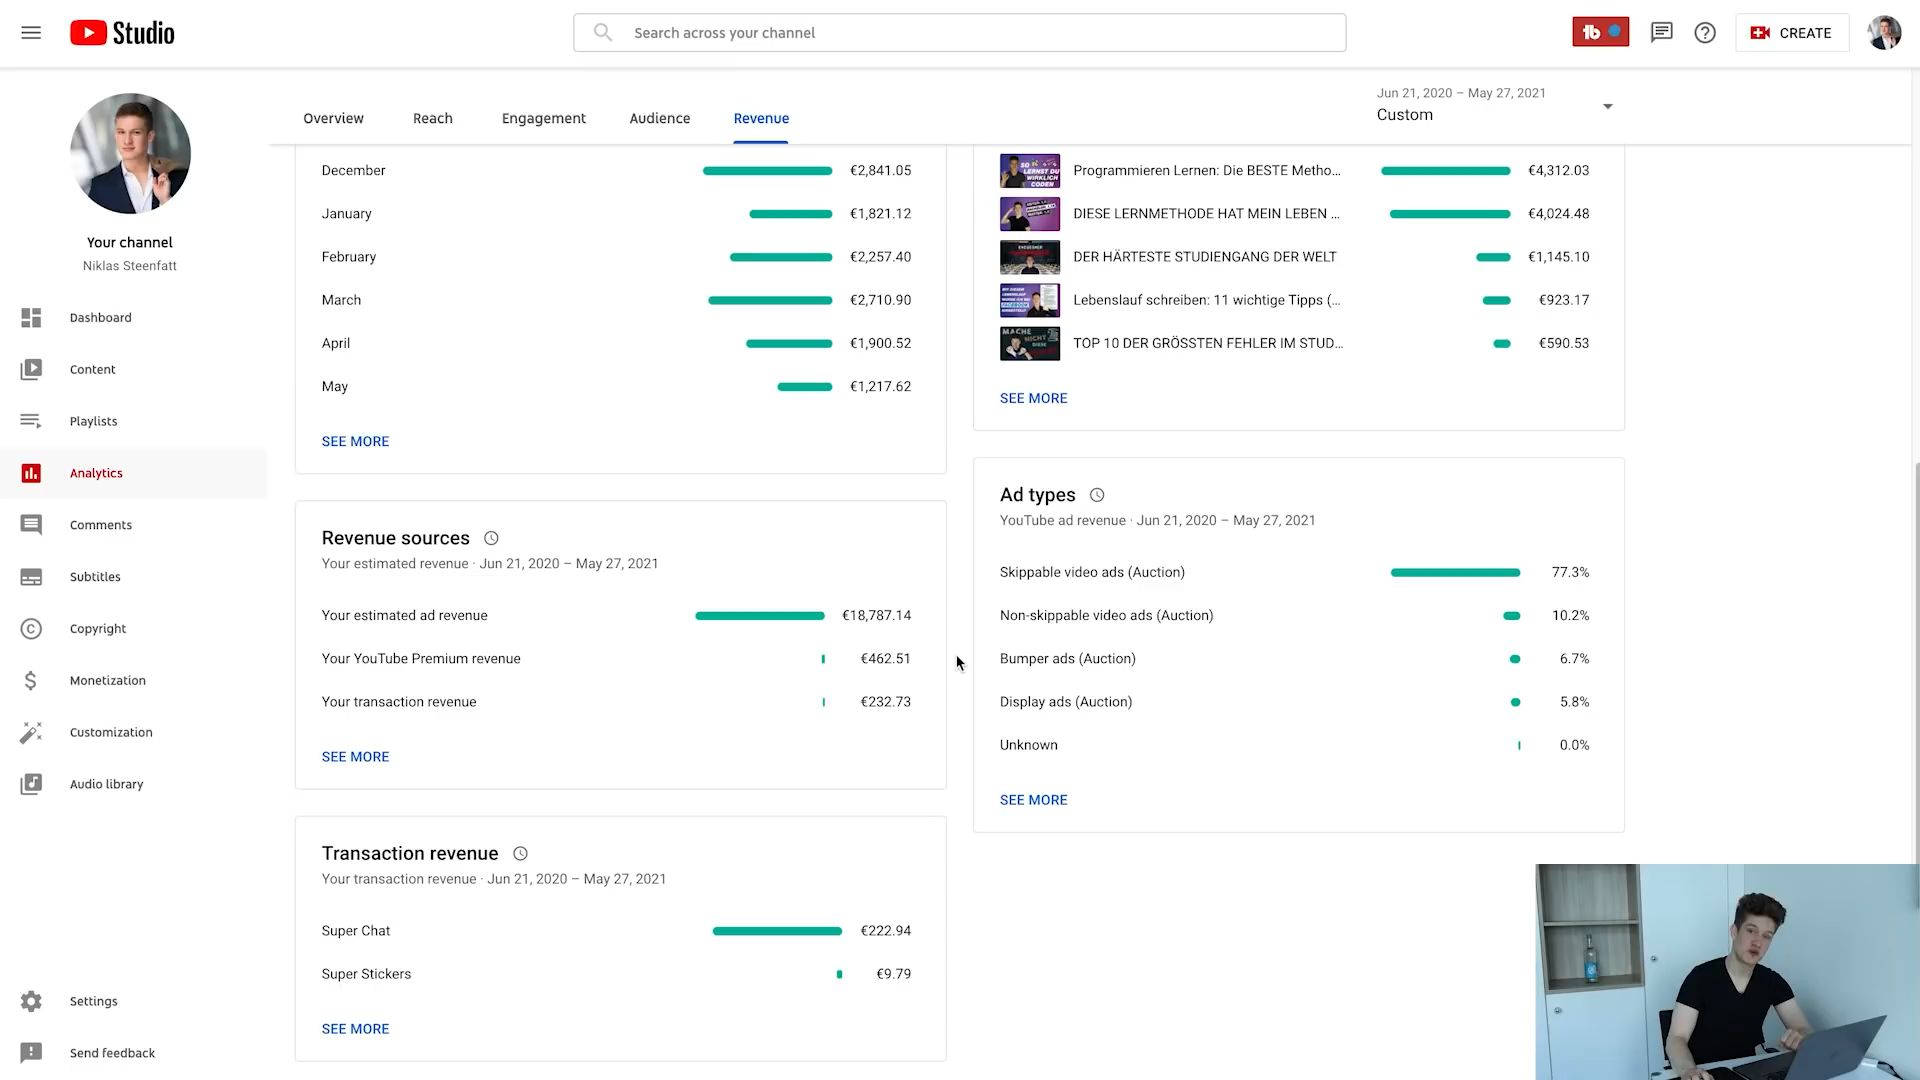 Studio
Search across your channel
CREATE
Your channel
Niklas Steenfatt
Dashboard
Content
Playlists
Analytics
Comments
Subtitles
Copyright
Monetization
Customization
Audio library
Settings
Send feedback
Overview
Reach
Engagement
Audience
Revenue
Jun 21, 2020 – May 27, 2021
Custom
December €2,841.05
January €1,821.12
February €2,257.40
March €2,710.90
April €1,900.52
May €1,217.62
SEE MORE
Revenue sources
Your estimated revenue · Jun 21, 2020 – May 27, 2021
Your estimated ad revenue €18,787.14
Your YouTube Premium revenue €462.51
Your transaction revenue €232.73
SEE MORE
Transaction revenue
Your transaction revenue · Jun 21, 2020 – May 27, 2021
Super Chat €222.94
Super Stickers €9.79
SEE MORE
Programmieren Lernen: Die BESTE Metho... €4,312.03
DIESE LERNMETHODE HAT MEIN LEBEN ... €4,024.48
DER HÄRTESTE STUDIENGANG DER WELT €1,145.10
Lebenslauf schreiben: 11 wichtige Tipps (... €923.17
TOP 10 DER GRÖSSTEN FEHLER IM STUD... €590.53
SEE MORE
Ad types
YouTube ad revenue · Jun 21, 2020 – May 27, 2021
Skippable video ads (Auction) 77.3%
Non-skippable video ads (Auction) 10.2%
Bumper ads (Auction) 6.7%
Display ads (Auction) 5.8%
Unknown 0.0%
SEE MORE